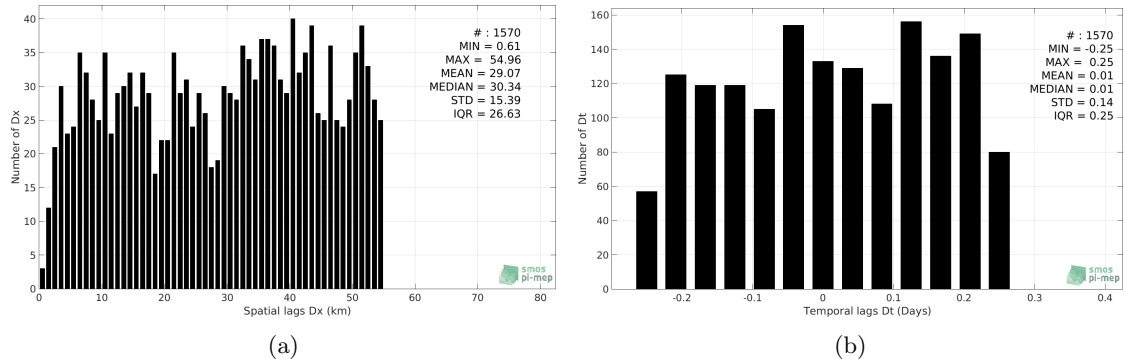 40
35
30
25
20
15
10
5
0
Number of Dx
# : 1570
MIN = 0.61
MAX = 54.96
MEAN = 29.07
MEDIAN = 30.34
STD = 15.39
IQR = 26.63
smos
pi-mep
0 10 20 30 40 50 60 70 80
Spatial lags Dx (km)
(a)
160
140
120
100
80
60
40
20
0
Number of Dt
# : 1570
MIN = -0.25
MAX = 0.25
MEAN = 0.01
MEDIAN = 0.01
STD = 0.14
IQR = 0.25
smos
pi-mep
-0.2 -0.1 0 0.1 0.2 0.3 0.4
Temporal lags Dt (Days)
(b)